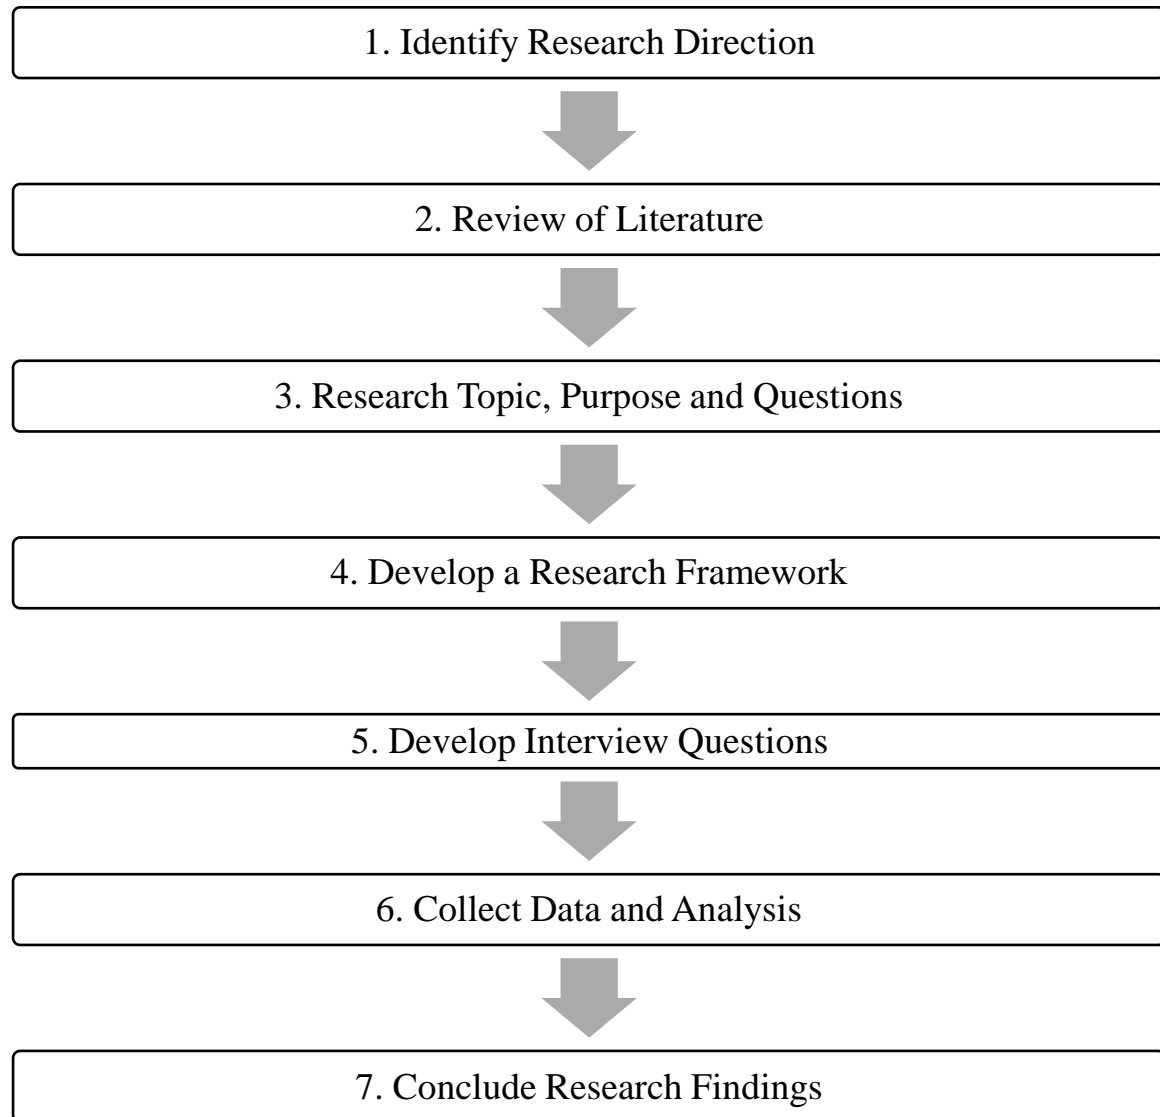 1. Identify Research Direction
2. Review of Literature
3. Research Topic, Purpose and Questions
4. Develop a Research Framework
5. Develop Interview Questions
6. Collect Data and Analysis
7. Conclude Research Findings